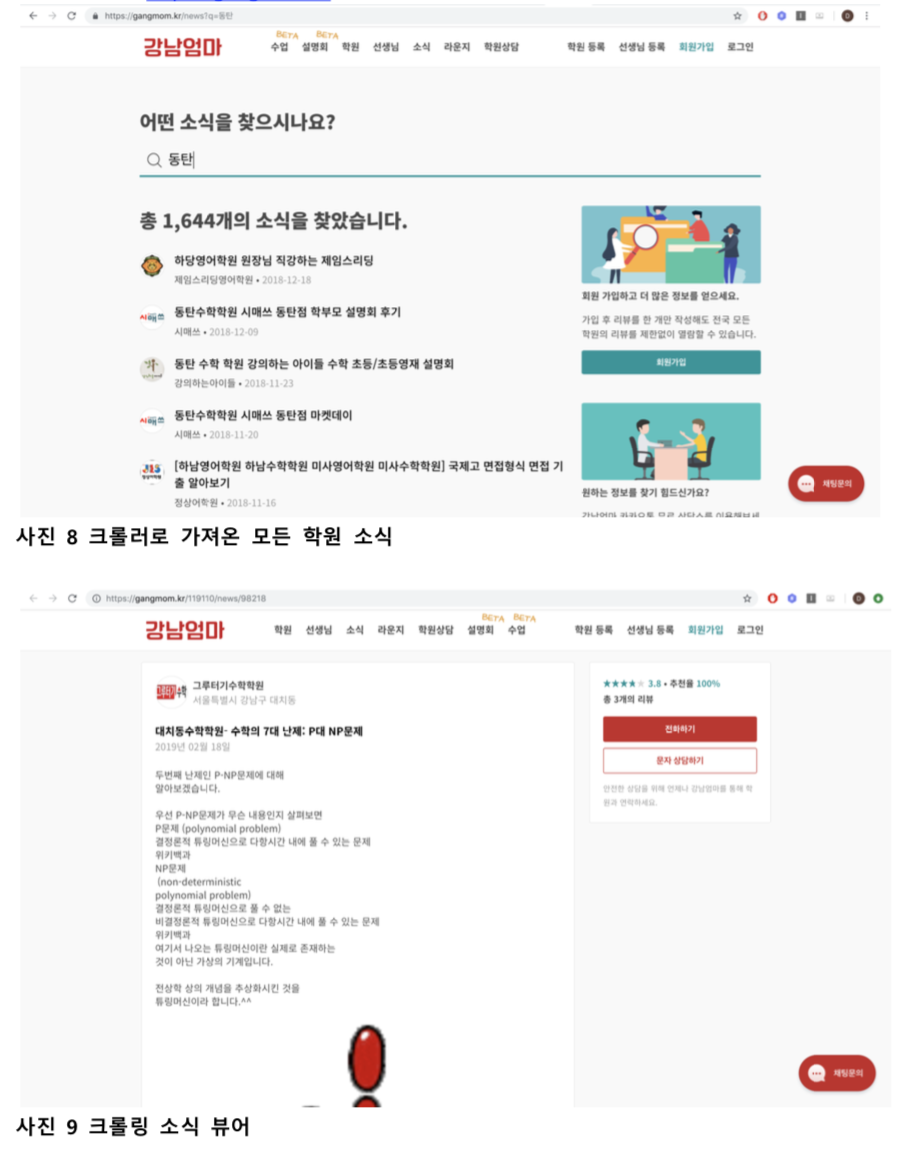 https://gangmom.kr/news?q=동탄
강남엄마
BETA BETA
수업 설명회 학원 선생님 소식 라운지 학원상담 학원 등록 선생님 등록 회원가입 로그인
어떤 소식을 찾으시나요?
동탄
총 1,644개의 소식을 찾았습니다.
하당영어학원 원장님 직강하는 제임스리딩
제임스리딩영어학원 • 2018-12-18
동탄수학학원 시매쓰 동탄점 학부모 설명회 후기
시매쓰 • 2018-12-09
동탄 수학 학원 강의하는 아이들 수학 초등/초등영재 설명회
강의하는아이들 • 2018-11-23
동탄수학학원 시매쓰 동탄점 마켓데이
시매쓰 • 2018-11-20
[하남영어학원 하남수학학원 미사영어학원 미사수학학원] 국제고 면접형식 면접 기
출 알아보기
정상어학원 • 2018-11-16
회원 가입하고 더 많은 정보를 얻으세요.
가입 후 리뷰를 한 개만 작성해도 전국 모든
학원의 리뷰를 제한없이 열람할 수 있습니다.
회원가입
원하는 정보를 찾기 힘드신가요?
강남엄마 카카오톡 무료 상담소를 이용해보세
채팅문의
사진 8 크롤러로 가져온 모든 학원 소식
https://gangmom.kr/119110/news/98218
강남엄마
BETA BETA
학원 선생님 소식 라운지 학원상담 설명회 수업 학원 등록 선생님 등록 회원가입 로그인
그루터기수학학원
서울특별시 강남구 대치동
대치동수학학원- 수학의 7대 난제: P대 NP문제
2019년 02월 18일
두번째 난제인 P-NP문제에 대해
알아보겠습니다.
우선 P-NP문제가 무슨 내용인지 살펴보면
P문제 (polynomial problem)
결정론적 튜링머신으로 다항시간 내에 풀 수 있는 문제
위키백과
NP문제
(non-deterministic
polynomial problem)
결정론적 튜링머신으로 풀 수 없는
비결정론적 튜링머신으로 다항시간 내에 풀 수 있는 문제
위키백과
여기서 나오는 튜링머신이란 실제로 존재하는
것이 아닌 가상의 기계입니다.
전상학 상의 개념을 추상화시킨 것을
튜링머신이라 합니다.^^
★★★★★ 3.8 • 추천율 100%
총 3개의 리뷰
전화하기
문자 상담하기
안전한 상담을 위해 언제나 강남엄마를 통해 학
원과 연락하세요.
채팅문의
사진 9 크롤링 소식 뷰어